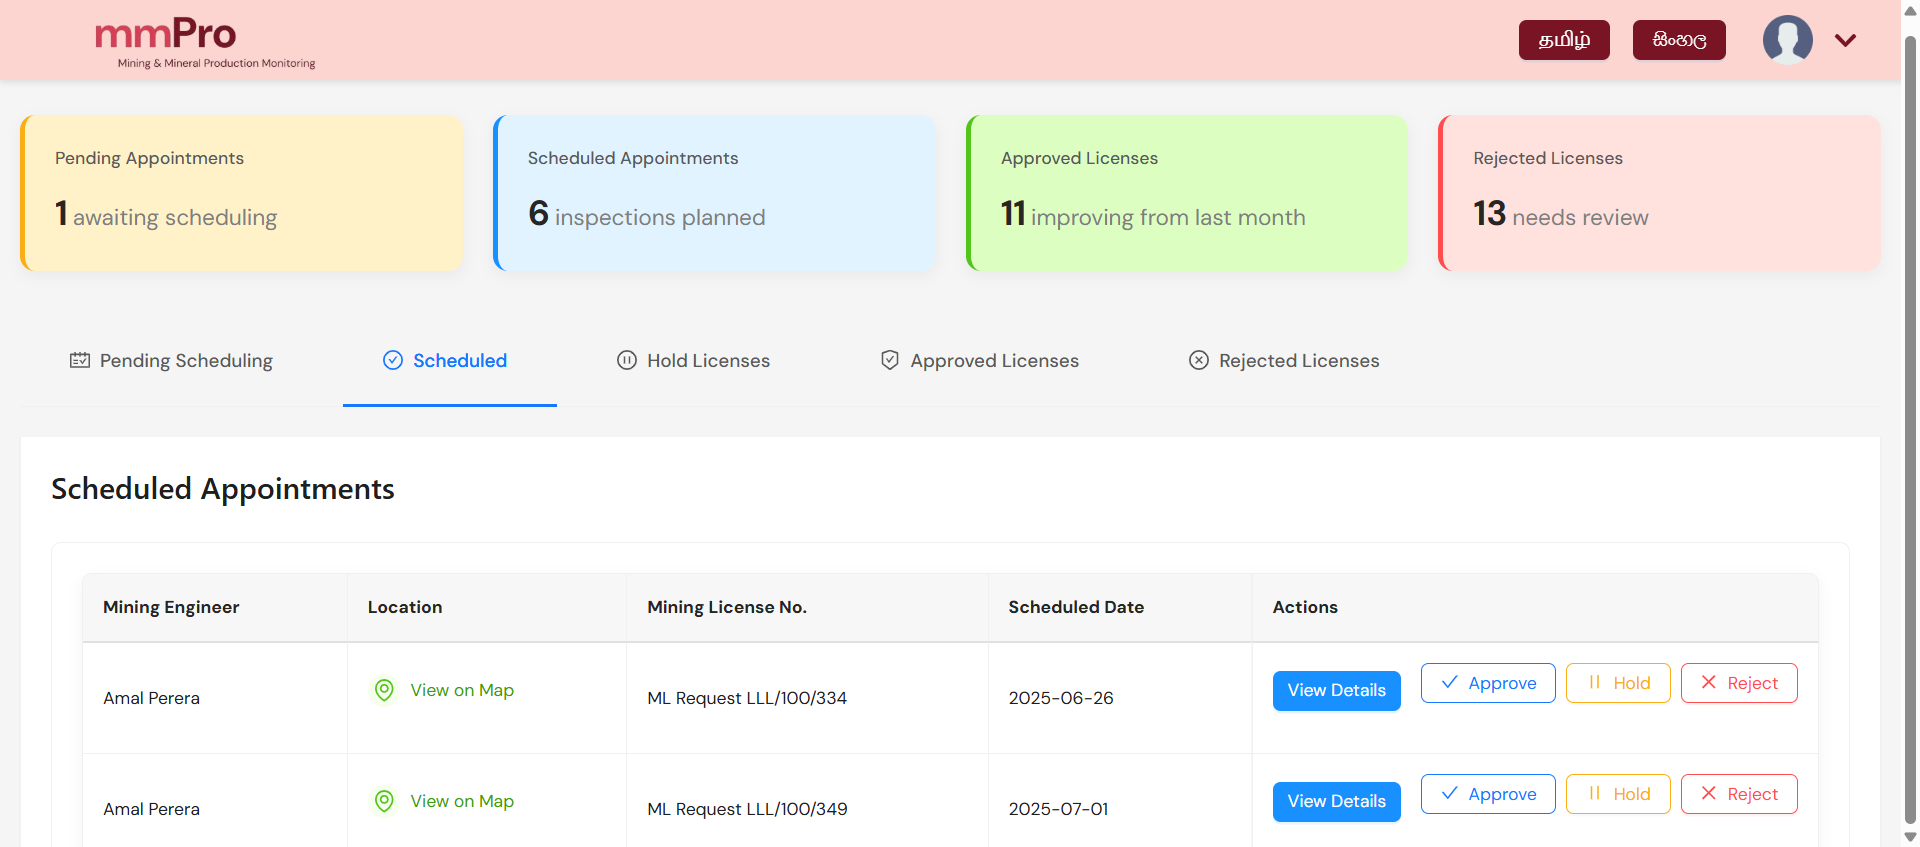 mmPro
Mining & Mineral Production Monitoring
தமிழ்
සිංහල
Pending Appointments
1 awaiting scheduling
Scheduled Appointments
6 inspections planned
Approved Licenses
11 improving from last month
Rejected Licenses
13 needs review
Pending Scheduling
Scheduled
Hold Licenses
Approved Licenses
Rejected Licenses
Scheduled Appointments
Mining Engineer Location Mining License No. Scheduled Date Actions
Amal Perera View on Map ML Request LLL/100/334 2025-06-26 View Details Approve Hold Reject
Amal Perera View on Map ML Request LLL/100/349 2025-07-01 View Details Approve Hold Reject